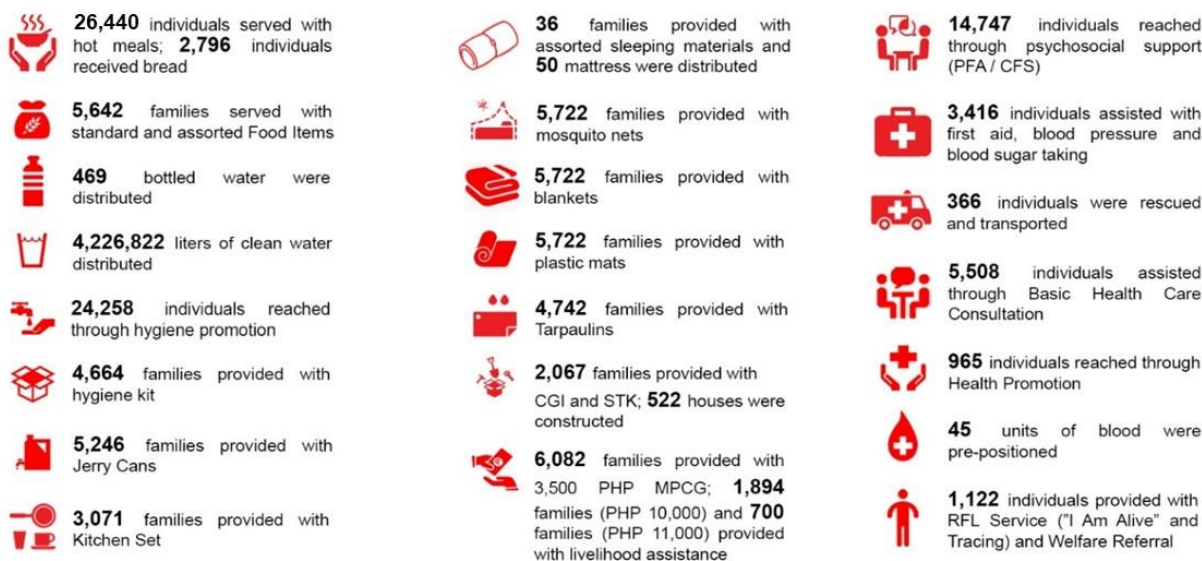 26,440 individuals served with
hot meals; 2,796 individuals
received bread
5,642 families served with
standard and assorted Food Items
469 bottled water were
distributed
4,226,822 liters of clean water
distributed
24,258 individuals reached
through hygiene promotion
4,664 families provided with
hygiene kit
5,246 families provided with
Jerry Cans
3,071 families provided with
Kitchen Set
36 families provided with
assorted sleeping materials and
50 mattress were distributed
5,722 families provided with
mosquito nets
5,722 families provided with
blankets
5,722 families provided with
plastic mats
4,742 families provided with
Tarpaulins
2,067 families provided with
CGI and STK; 522 houses were
constructed
6,082 families provided with
3,500 PHP MPCG; 1,894
families (PHP 10,000) and 700
families (PHP 11,000) provided
with livelihood assistance
14,747 individuals reached
through psychosocial support
(PFA / CFS)
3,416 individuals assisted with
first aid, blood pressure and
blood sugar taking
366 individuals were rescued
and transported
5,508 individuals assisted
through Basic Health Care
Consultation
965 individuals reached through
Health Promotion
45 units of blood were
pre-positioned
1,122 individuals provided with
RFL Service ("I Am Alive" and
Tracing) and Welfare Referral